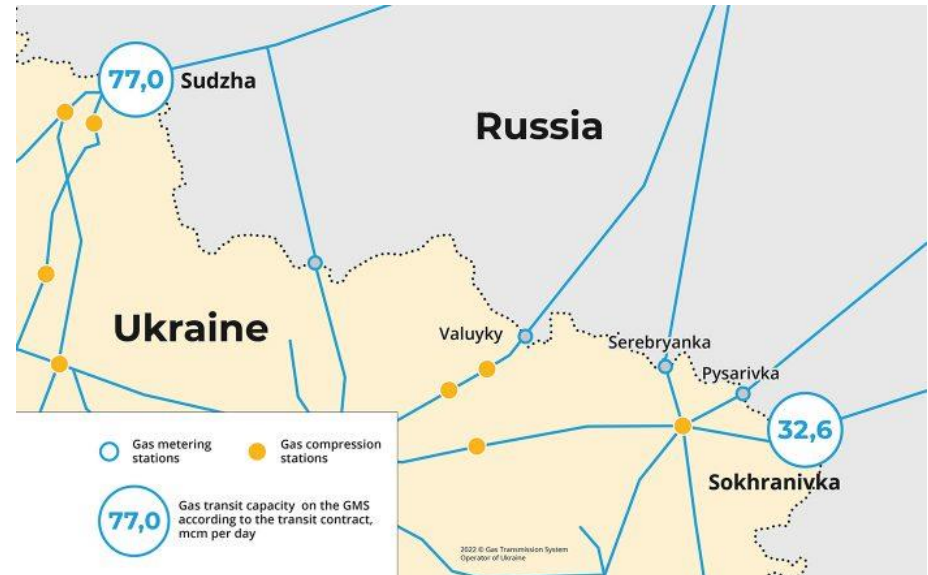 77,0
Sudzha
Russia
Ukraine
Valuyky
Serebryanka
Pysarivka
32,6
Sokhranivka
Gas metering
stations
Gas compression
stations
77,0
Gas transit capacity on the GMS
according to the transit contract,
mcm per day
2022 © Gas Transmission System
Operator of Ukraine